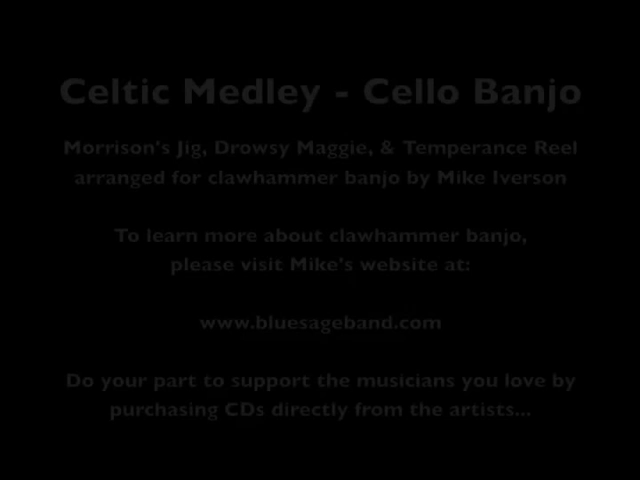 Celtic Medley - Cello Banjo
Morrison's Jig, Drowsy Maggie, & Temperance Reel
arranged for clawhammer banjo by Mike Iverson
To learn more about clawhammer banjo,
please visit Mike's website at:
www.bluesageband.com
Do your part to support the musicians you love by
purchasing CDs directly from the artists...